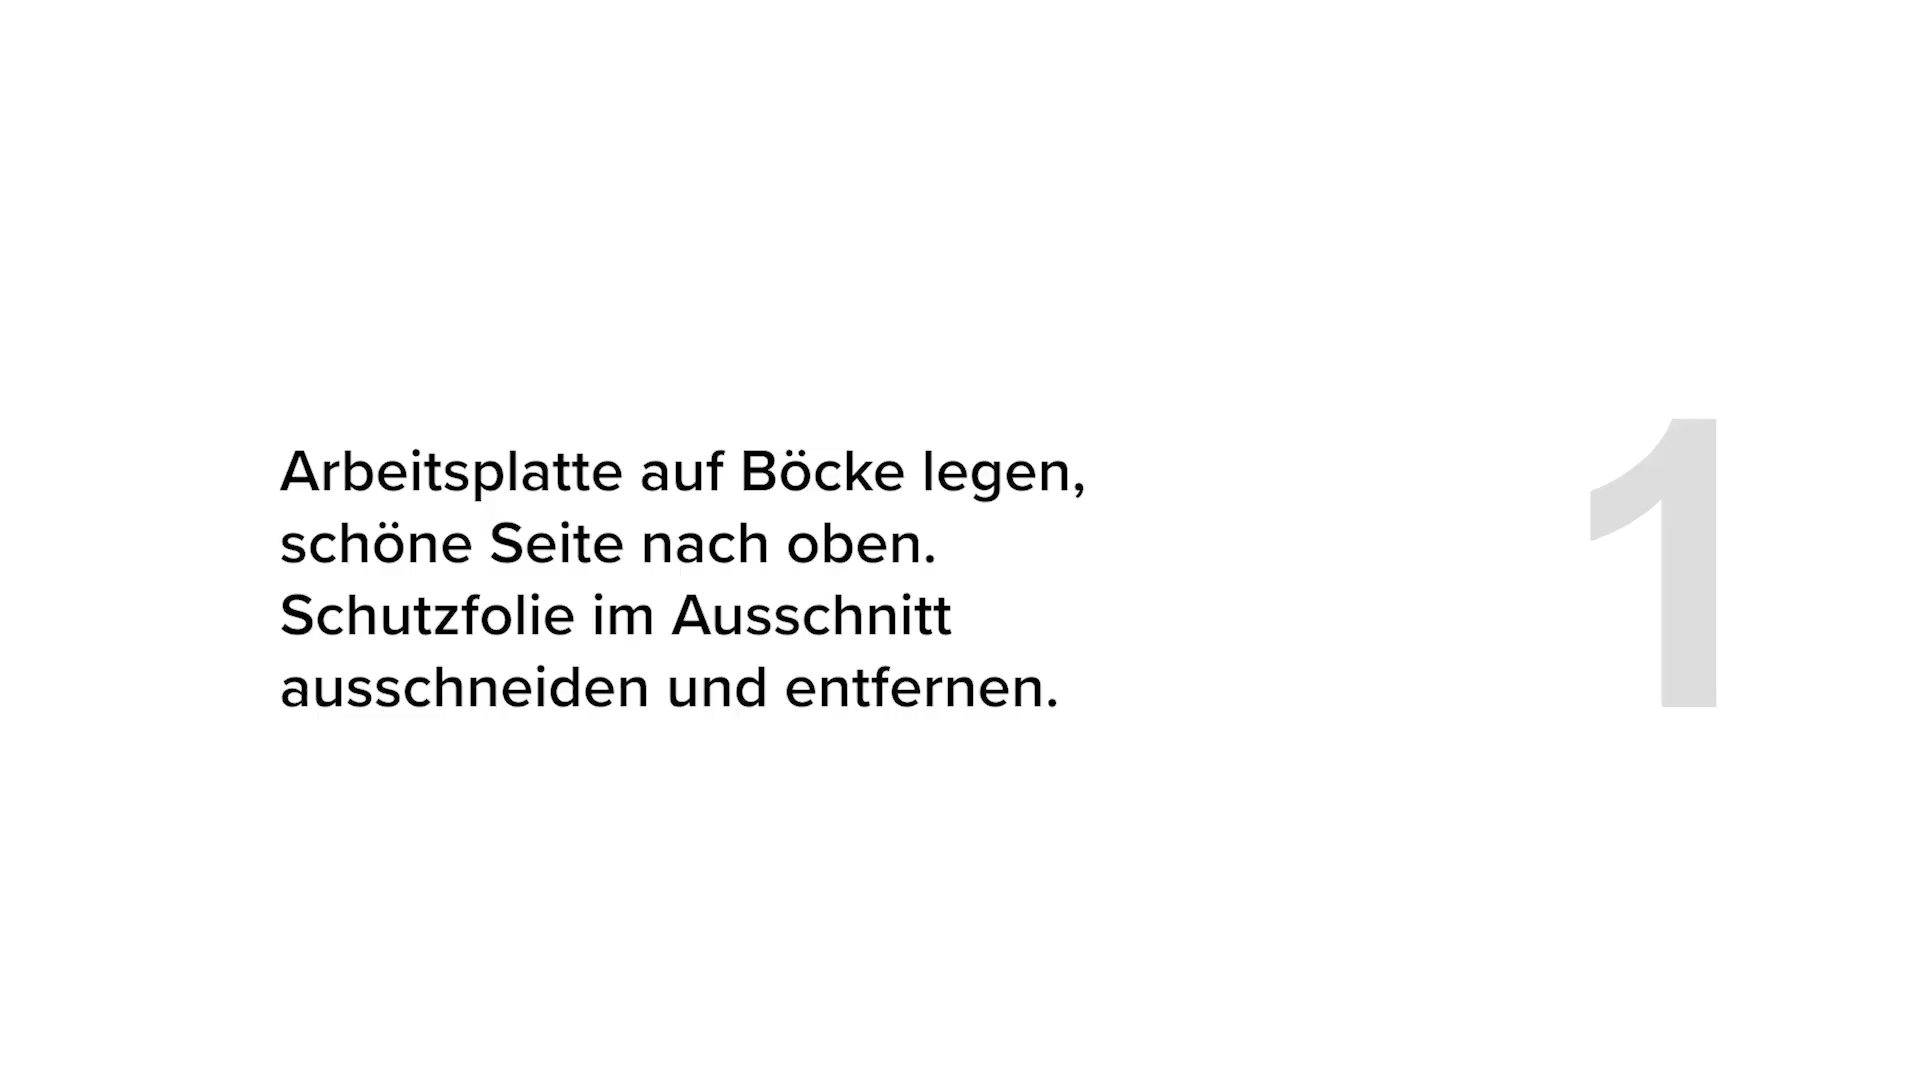 Arbeitsplatte auf Böcke legen,
schöne Seite nach oben.
Schutzfolie im Ausschnitt
ausschneiden und entfernen.
1